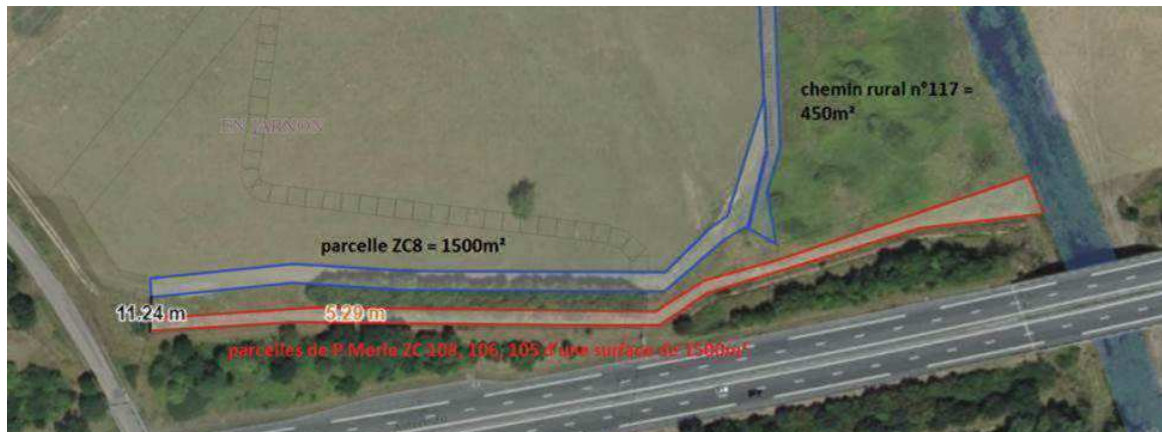 chemin rural n°117 =
450m²
EN JARNON
parcelle ZC8 = 1500m²
11.24 m
5.29 m
parcelles de P Merle ZC 108, 106, 105 d'une surface de 1500m²